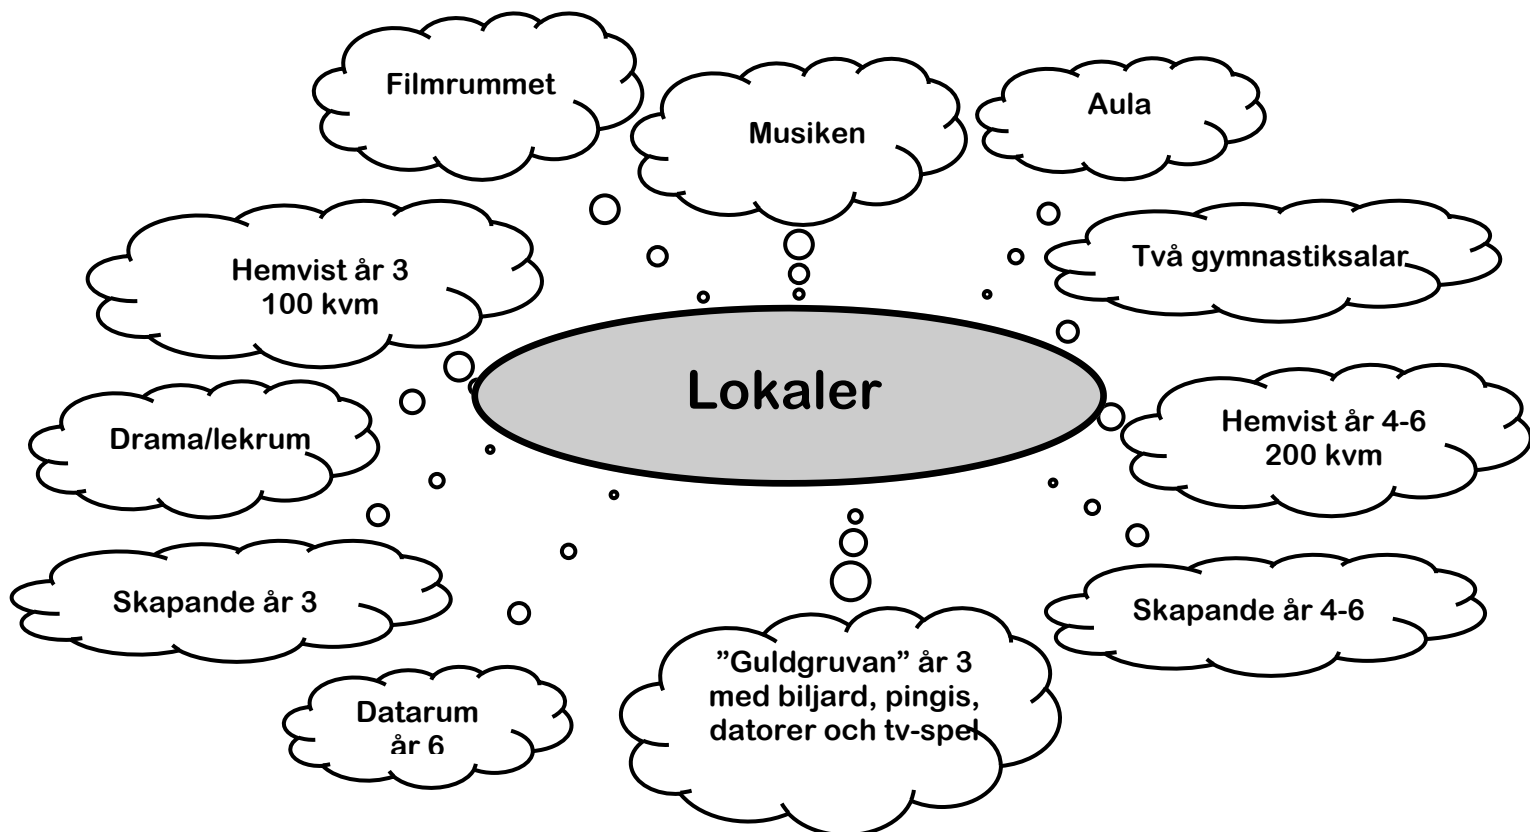 Filmrummet
Musiken
Aula
Hemvist år 3
100 kvm
Två gymnastiksalar
Lokaler
Drama/lekrum
Hemvist år 4-6
200 kvm
Skapande år 3
Skapande år 4-6
”Guldgruvan” år 3
med biljard, pingis,
datorer och tv-spel
Datarum
år 6